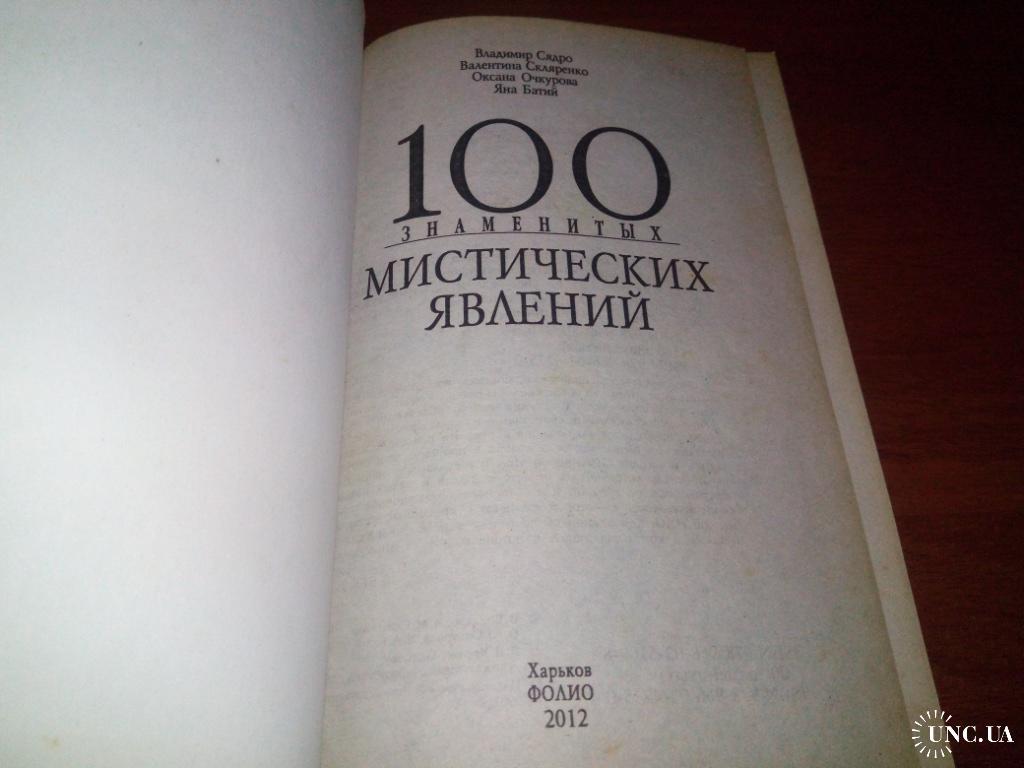 Владимир Сядро
Валентина Скляренко
Оксана Очкурова
Яна Батий
100
ЗНАМЕНИТЫХ
МИСТИЧЕСКИХ
ЯВЛЕНИЙ
Харьков
ФОЛИО
2012
UNC.UA